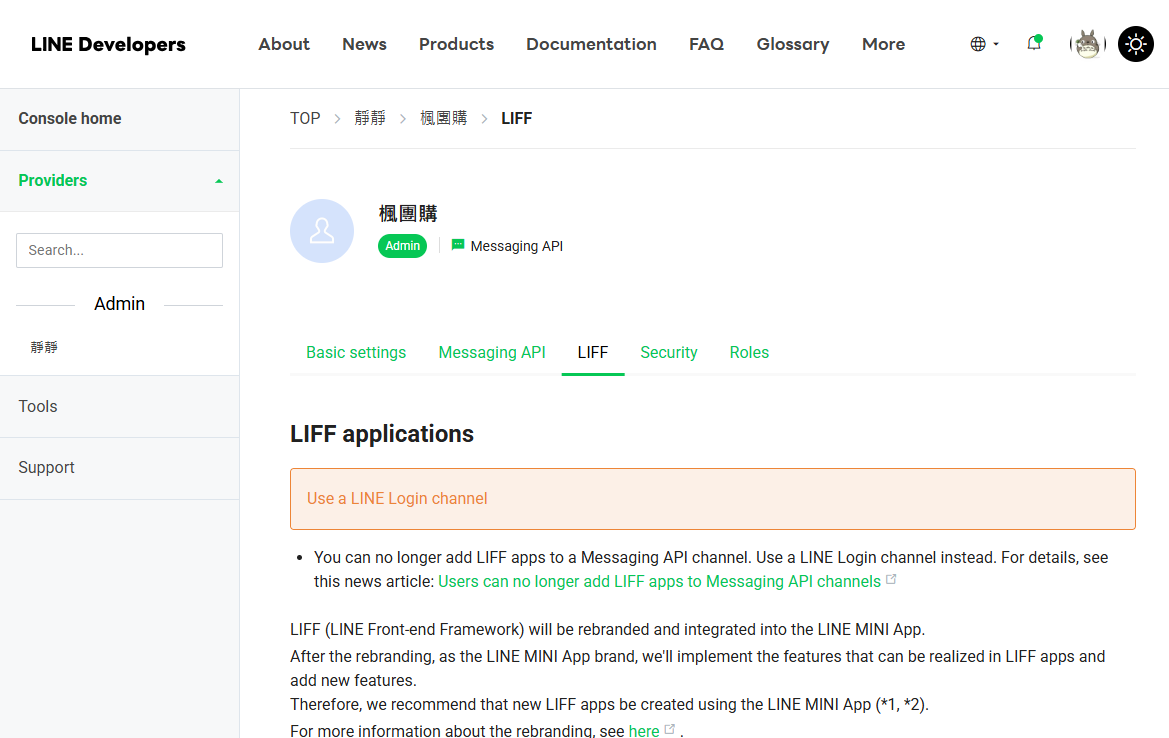 LINE Developers
About News Products Documentation FAQ Glossary More
Console home
Providers
Search...
Admin
靜靜
Tools
Support
TOP > 靜靜 > 楓團購 > LIFF
楓團購
Admin Messaging API
Basic settings Messaging API LIFF Security Roles
LIFF applications
Use a LINE Login channel
• You can no longer add LIFF apps to a Messaging API channel. Use a LINE Login channel instead. For details, see
this news article: Users can no longer add LIFF apps to Messaging API channels
LIFF (LINE Front-end Framework) will be rebranded and integrated into the LINE MINI App.
After the rebranding, as the LINE MINI App brand, we'll implement the features that can be realized in LIFF apps and
add new features.
Therefore, we recommend that new LIFF apps be created using the LINE MINI App (*1, *2).
For more information about the rebranding, see here .